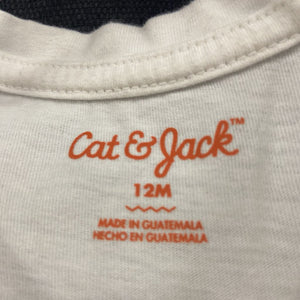 Cat & Jack™
12M
MADE IN GUATEMALA
HECHO EN GUATEMALA